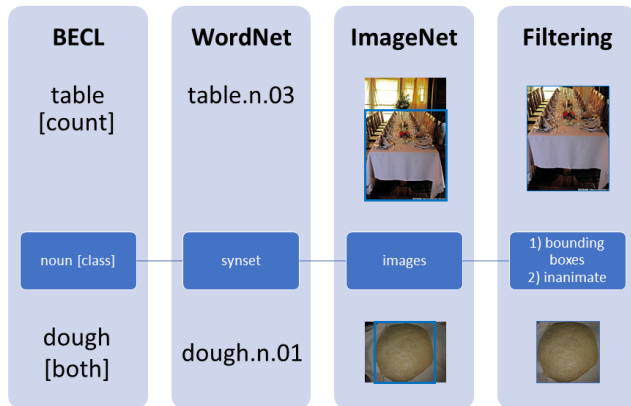 BECL
WordNet
ImageNet
Filtering
table
[count]
table.n.03
noun [class]
synset
images
1) bounding
boxes
2) inanimate
dough
[both]
dough.n.01